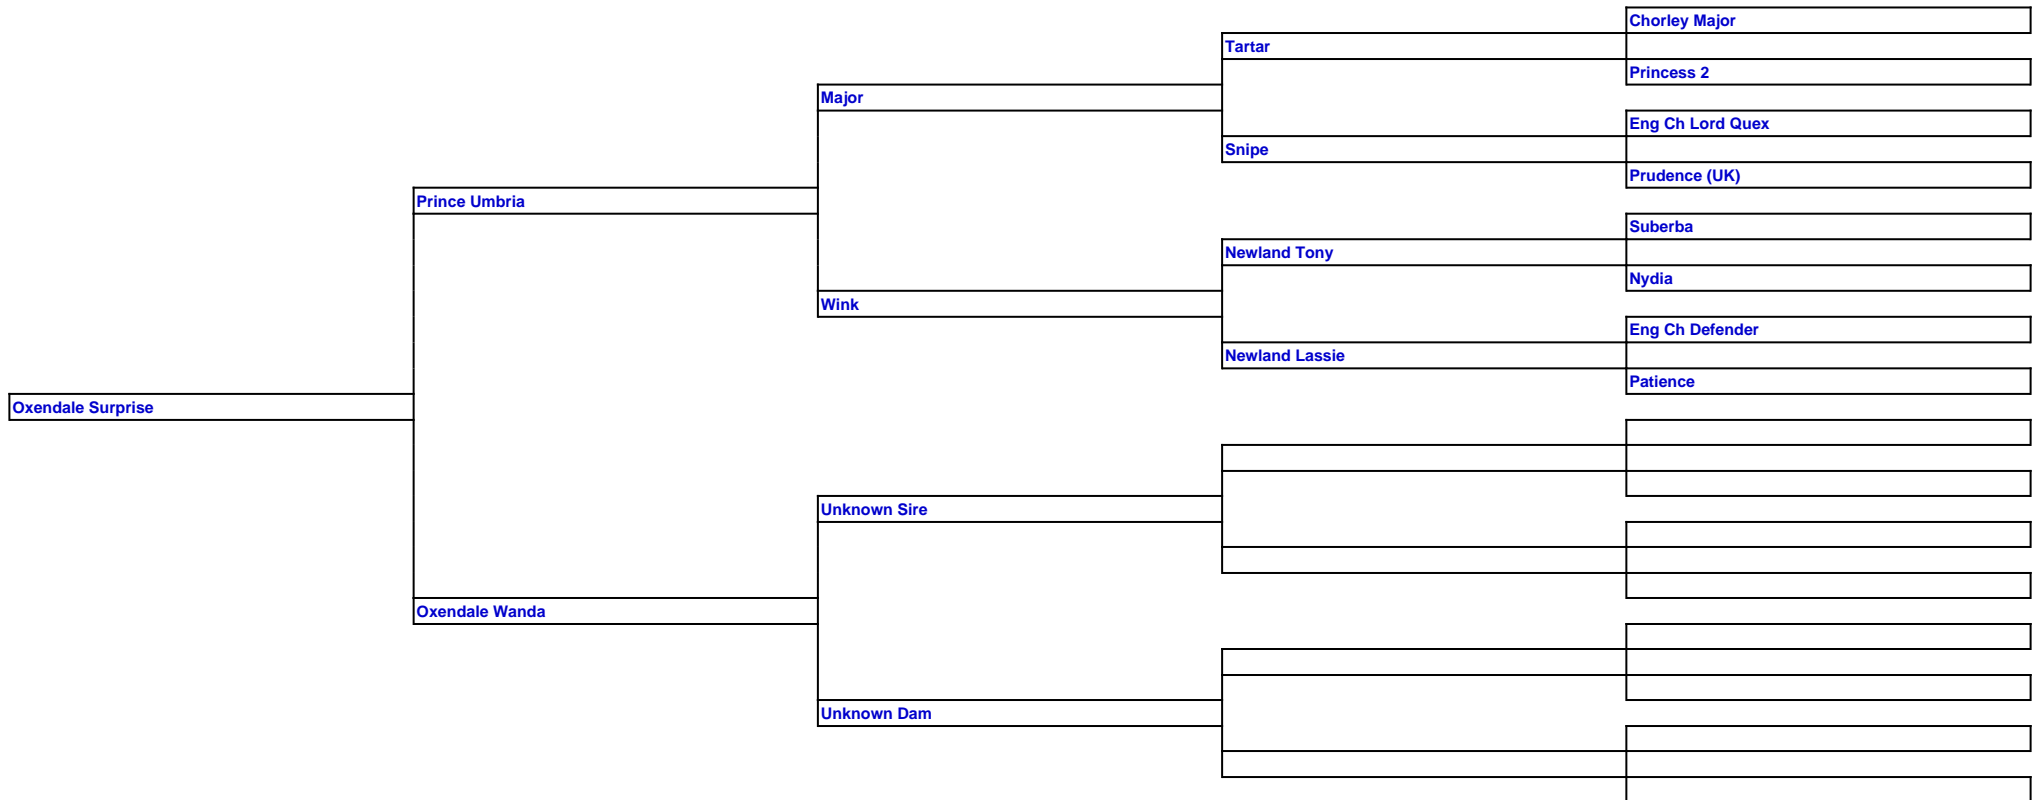 Chorley Major
Tartar
Princess 2
Major
Eng Ch Lord Quex
Snipe
Prudence (UK)
Prince Umbria
Suberba
Newland Tony
Nydia
Wink
Eng Ch Defender
Newland Lassie
Patience
Oxendale Surprise
Unknown Sire
Oxendale Wanda
Unknown Dam